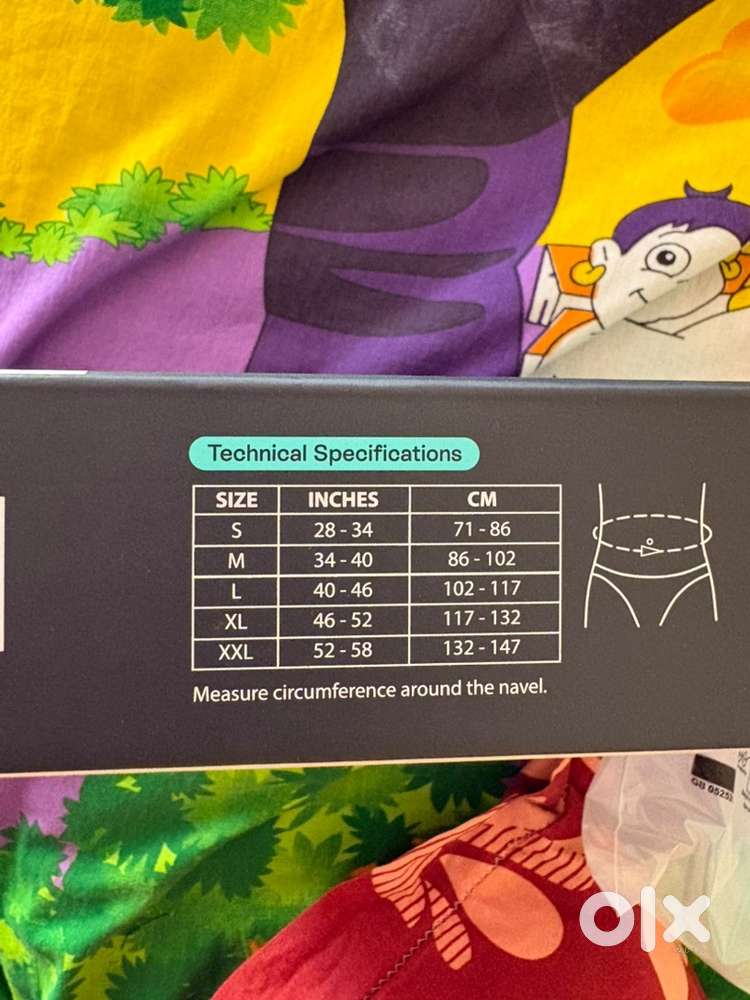 Technical Specifications
SIZE INCHES CM
S 28 - 34 71 - 86
M 34 - 40 86 - 102
L 40 - 46 102 - 117
XL 46 - 52 117 - 132
XXL 52 - 58 132 - 147
Measure circumference around the navel.
olx